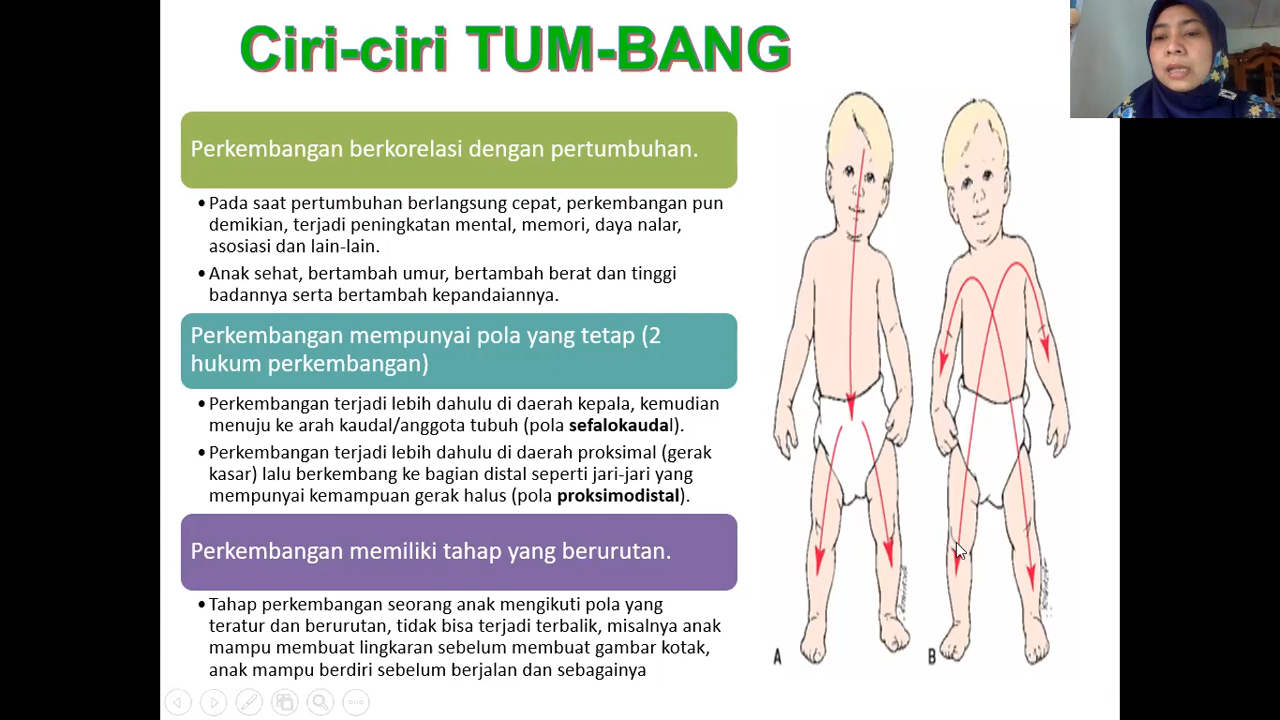 Ciri-ciri TUM-BANG
Perkembangan berkorelasi dengan pertumbuhan.
•Pada saat pertumbuhan berlangsung cepat, perkembangan pun
demikian, terjadi peningkatan mental, memori, daya nalar,
asosiasi dan lain-lain.
•Anak sehat, bertambah umur, bertambah berat dan tinggi
badannya serta bertambah kepandaiannya.
Perkembangan mempunyai pola yang tetap (2
hukum perkembangan)
•Perkembangan terjadi lebih dahulu di daerah kepala, kemudian
menuju ke arah kaudal/anggota tubuh (pola sefalokaudal).
•Perkembangan terjadi lebih dahulu di daerah proksimal (gerak
kasar) lalu berkembang ke bagian distal seperti jari-jari yang
mempunyai kemampuan gerak halus (pola proksimodistal).
Perkembangan memiliki tahap yang berurutan.
•Tahap perkembangan seorang anak mengikuti pola yang
teratur dan berurutan, tidak bisa terjadi terbalik, misalnya anak
mampu membuat lingkaran sebelum membuat gambar kotak,
anak mampu berdiri sebelum berjalan dan sebagainya
A
B